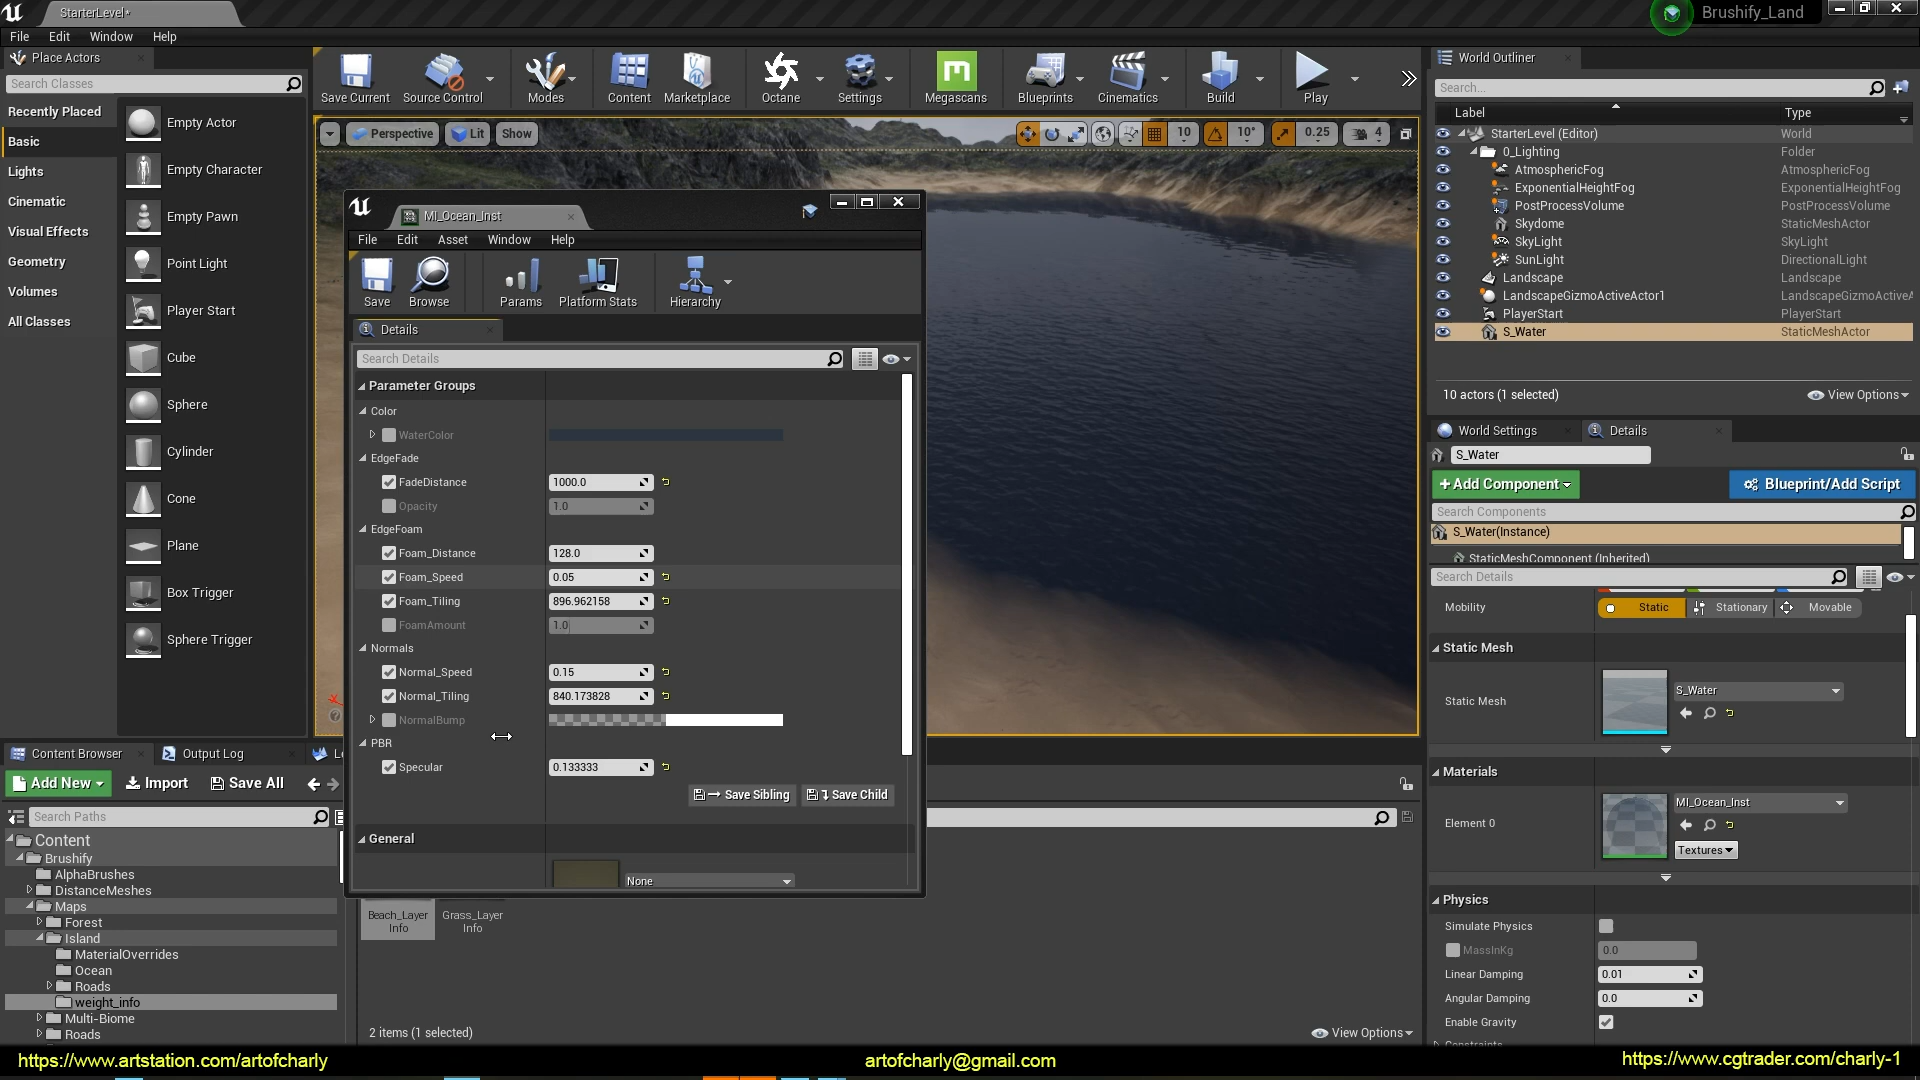 StarterLevel*
Brushify_Land
File Edit Window Help
Place Actors
Search Classes
Recently Placed
Basic
Lights
Cinematic
Visual Effects
Geometry
Volumes
All Classes
Empty Actor
Empty Character
Empty Pawn
Point Light
Player Start
Cube
Sphere
Cylinder
Cone
Plane
Box Trigger
Sphere Trigger
Save Current
Source Control
Modes
Content
Marketplace
Octane
Settings
Megascans
Blueprints
Cinematics
Build
Play
Perspective
Lit
Show
10
10°
0.25
4
MI_Ocean_Inst
File Edit Asset Window Help
Save
Browse
Params
Platform Stats
Hierarchy
Details
Search Details
Parameter Groups
Color
WaterColor
EdgeFade
FadeDistance 1000.0
Opacity 1.0
EdgeFoam
Foam_Distance 128.0
Foam_Speed 0.05
Foam_Tiling 896.962158
FoamAmount 1.0
Normals
Normal_Speed 0.15
Normal_Tiling 840.173828
NormalBump
PBR
Specular 0.133333
Save Sibling
Save Child
General
None
World Outliner
Search...
Label Type
StarterLevel (Editor) World
0_Lighting Folder
AtmosphericFog AtmosphericFog
ExponentialHeightFog ExponentialHeightFog
PostProcessVolume PostProcessVolume
Skydome StaticMeshActor
SkyLight SkyLight
SunLight DirectionalLight
Landscape Landscape
LandscapeGizmoActiveActor1 LandscapeGizmoActiveA
PlayerStart PlayerStart
S_Water StaticMeshActor
10 actors (1 selected)
View Options
World Settings
Details
S_Water
+Add Component
Blueprint/Add Script
Search Components
S_Water(Instance)
StaticMeshComponent (Inherited)
Search Details
Mobility Static Stationary Movable
Static Mesh
Static Mesh S_Water
Materials
Element 0 MI_Ocean_Inst
Textures
Physics
Simulate Physics
MassInKg 0.0
Linear Damping 0.01
Angular Damping 0.0
Enable Gravity
Constraints
Content Browser
Output Log
Add New
Import
Save All
Search Paths
Content
Brushify
AlphaBrushes
DistanceMeshes
Maps
Forest
Island
MaterialOverrides
Ocean
Roads
weight_info
Multi-Biome
Roads
Beach_Layer
Info
Grass_Layer
Info
2 items (1 selected)
View Options
https://www.artstation.com/artofcharly
artofcharly@gmail.com
https://www.cgtrader.com/charly-1